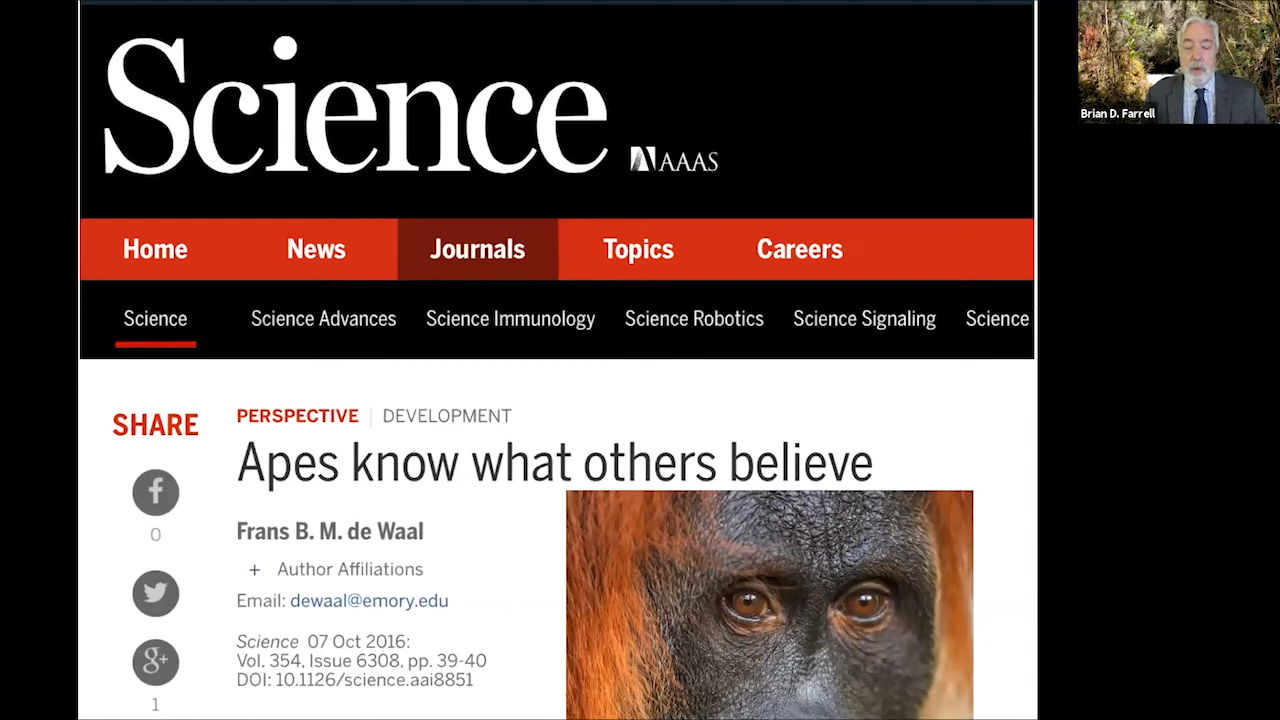 Science
AAAS
Brian D. Farrell
Home News Journals Topics Careers
Science Science Advances Science Immunology Science Robotics Science Signaling Science
SHARE
PERSPECTIVE DEVELOPMENT
Apes know what others believe
Frans B. M. de Waal
+ Author Affiliations
Email: dewaal@emory.edu
Science 07 Oct 2016:
Vol. 354, Issue 6308, pp. 39-40
DOI: 10.1126/science.aai8851
f
0
g+
1